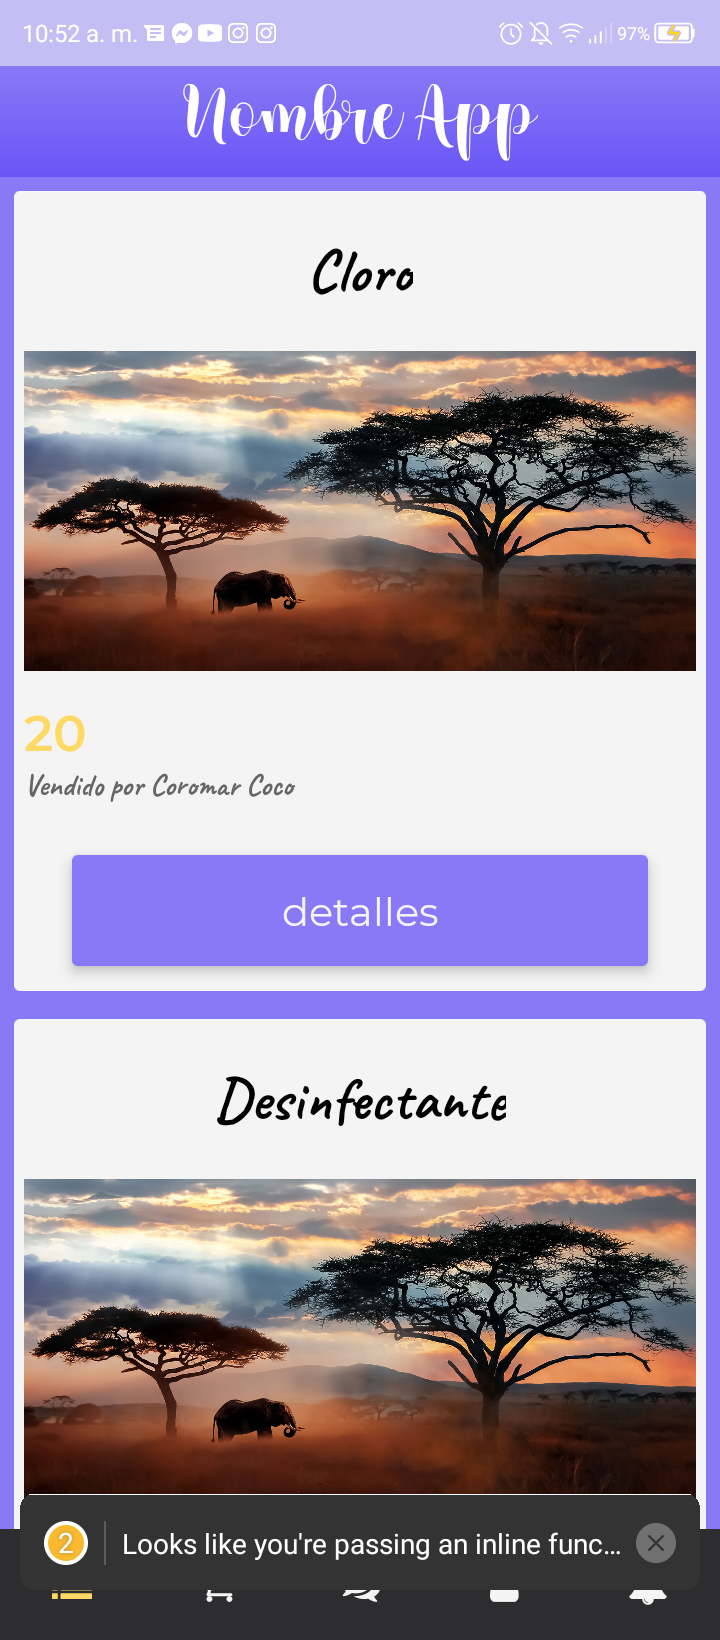 10:52 a. m.
97%
Nombre App
Cloro
20
Vendido por Coromar Coco
detalles
Desinfectante
2
Looks like you're passing an inline func...